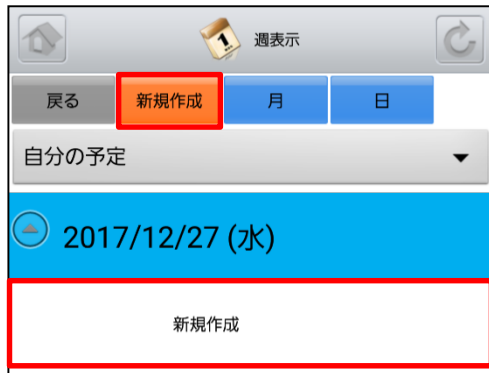 1 週表示
戻る 新規作成 月 日
自分の予定
2017/12/27 (水)
新規作成